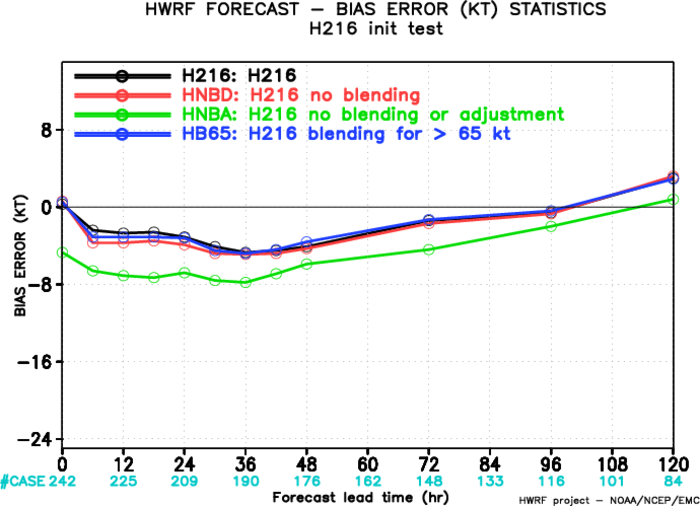 HWRF FORECAST – BIAS ERROR (KT) STATISTICS
H216 init test
H216: H216
HNBD: H216 no blending
HNBA: H216 no blending or adjustment
HB65: H216 blending for > 65 kt
BIAS ERROR (KT)
8
0
-8
-16
-24
0 12 24 36 48 60 72 84 96 108 120
#CASE 242 225 209 190 176 162 148 133 116 101 84
Forecast lead time (hr)
HWRF project – NOAA/NCEP/EMC